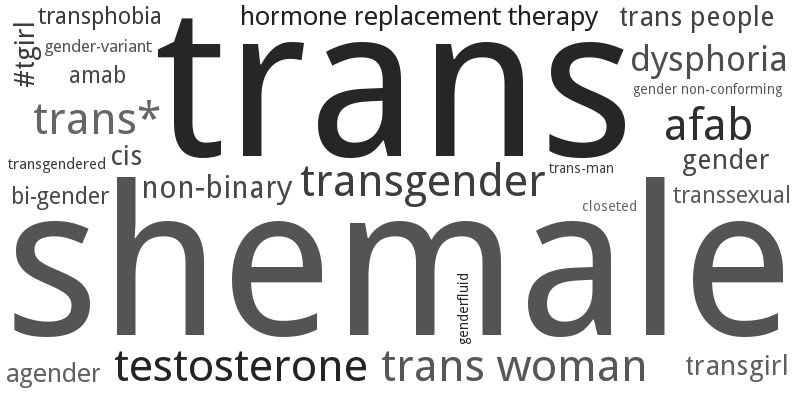 transphobia
hormone replacement therapy
trans people
#tgirl
gender-variant
trans
dysphoria
amab
gender non-conforming
trans*
afab
cis
transgendered
gender
trans-man
non-binary
transgender
bi-gender
transsexual
closeted
shemale
genderfluid
agender
testosterone
trans woman
transgirl